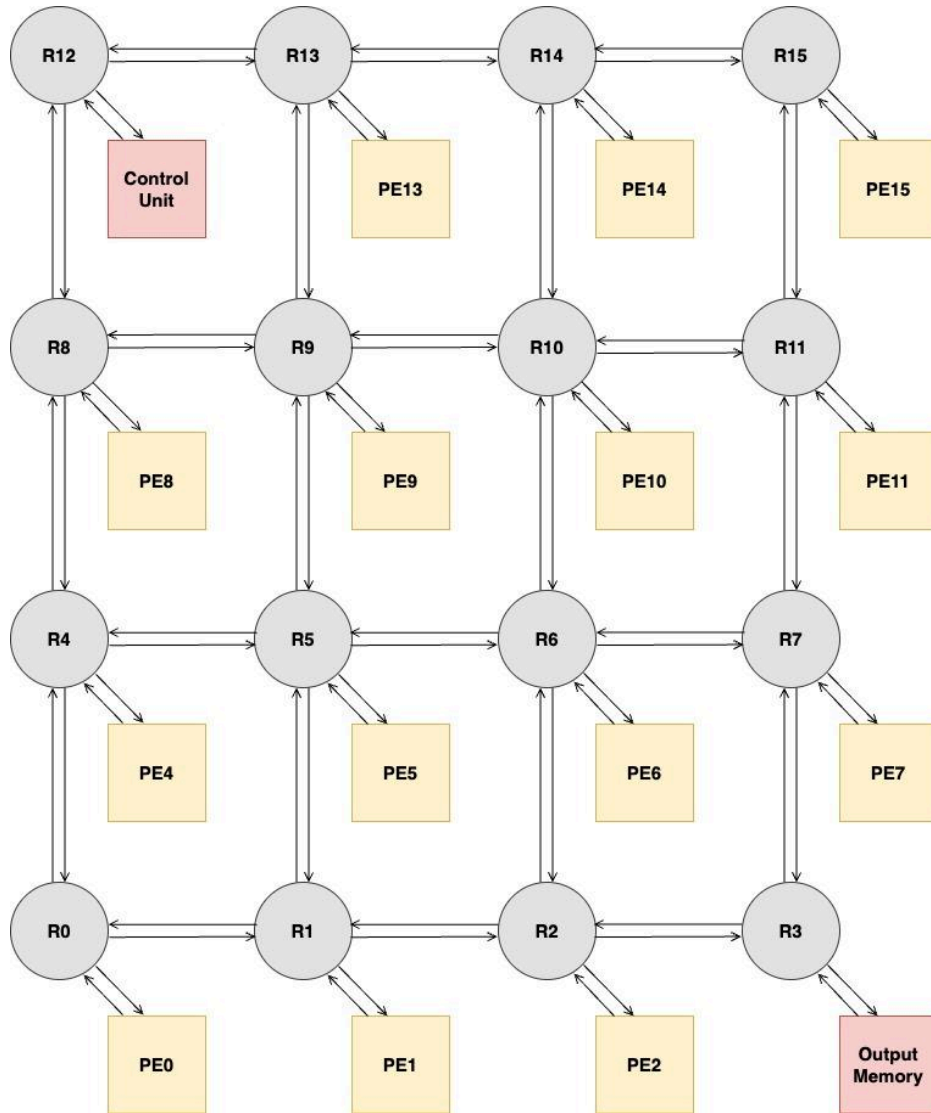 R12
R13
R14
R15
Control
Unit
PE13
PE14
PE15
R8
R9
R10
R11
PE8
PE9
PE10
PE11
R4
R5
R6
R7
PE4
PE5
PE6
PE7
R0
R1
R2
R3
PE0
PE1
PE2
Output
Memory